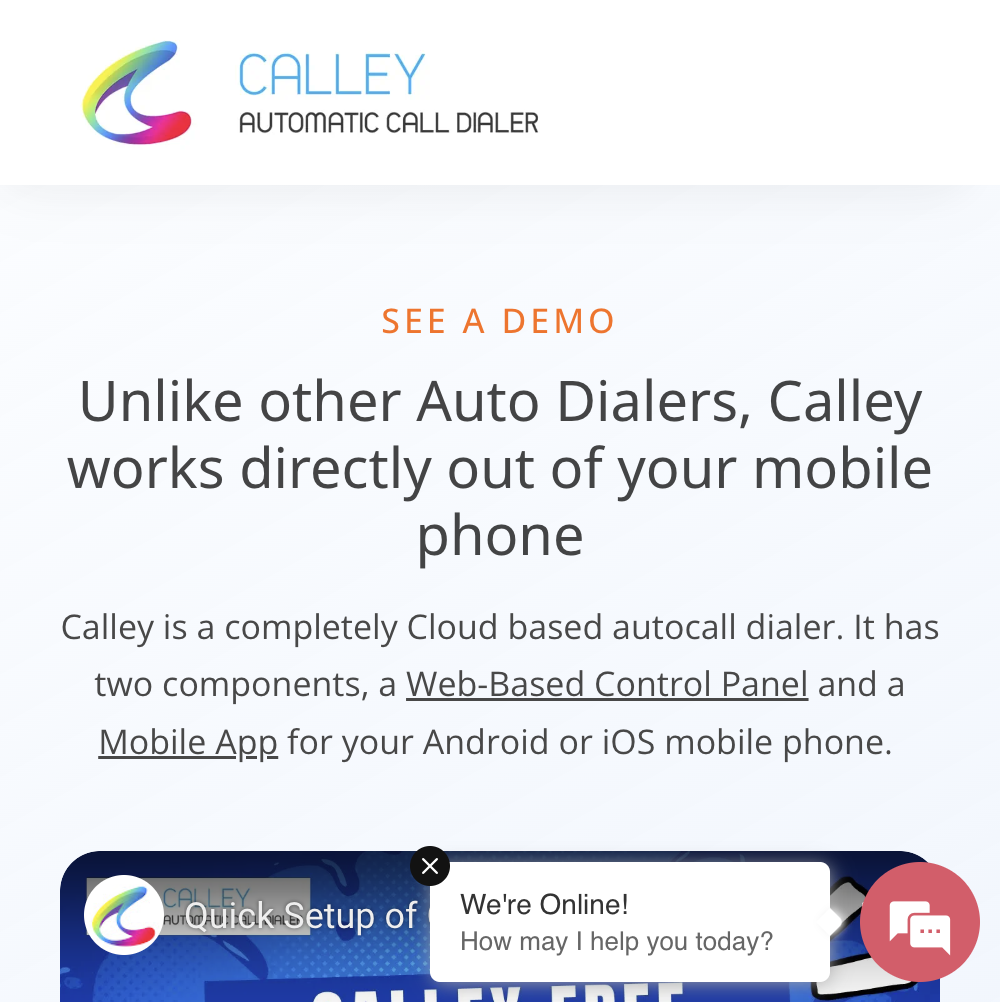 CALLEY
AUTOMATIC CALL DIALER
SEE A DEMO
Unlike other Auto Dialers, Calley
works directly out of your mobile
phone
Calley is a completely Cloud based autocall dialer. It has
two components, a Web-Based Control Panel and a
Mobile App for your Android or iOS mobile phone.
CALLEY
AUTOMATIC CALL DIALER
Quick Setup of
We're Online!
How may I help you today?
CALLEY FREE